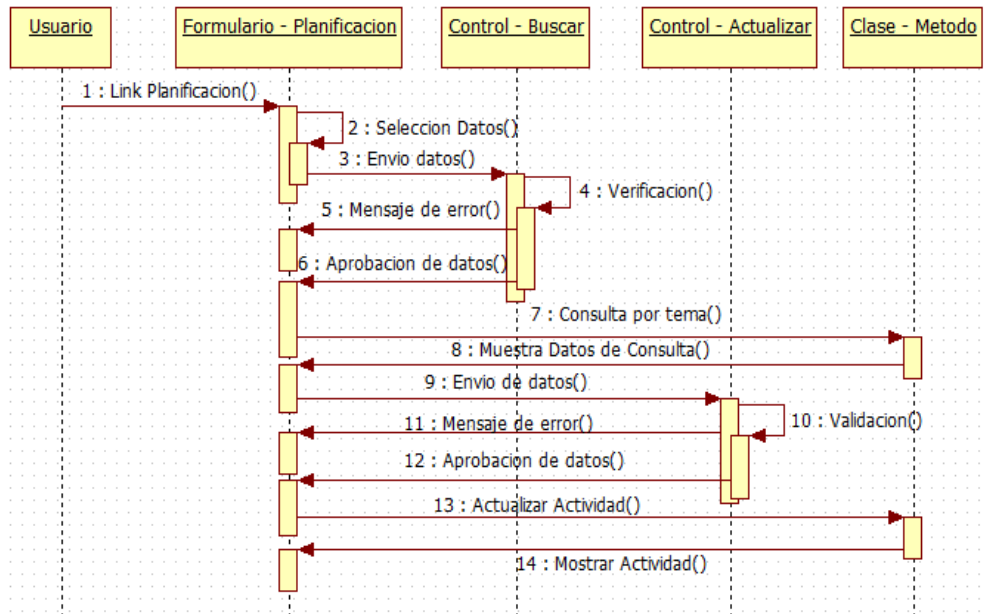 Usuario
Formulario - Planificacion
Control - Buscar
Control - Actualizar
Clase - Metodo
1 : Link Planificacion()
2 : Seleccion Datos()
3 : Envio datos()
4 : Verificacion()
5 : Mensaje de error()
6 : Aprobacion de datos()
7 : Consulta por tema()
8 : Muestra Datos de Consulta()
9 : Envio de datos()
10 : Validacion()
11 : Mensaje de error()
12 : Aprobacion de datos()
13 : Actualizar Actividad()
14 : Mostrar Actividad()